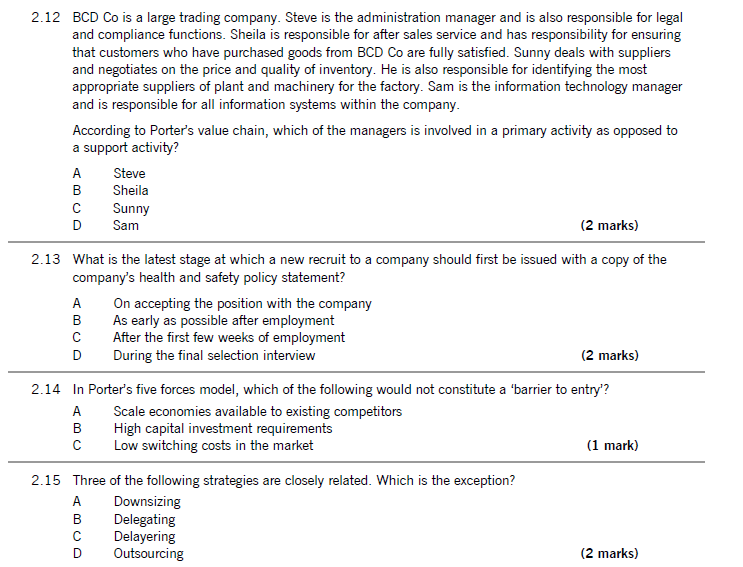 2.12 BCD Co is a large trading company. Steve is the administration manager and is also responsible for legal
and compliance functions. Sheila is responsible for after sales service and has responsibility for ensuring
that customers who have purchased goods from BCD Co are fully satisfied. Sunny deals with suppliers
and negotiates on the price and quality of inventory. He is also responsible for identifying the most
appropriate suppliers of plant and machinery for the factory. Sam is the information technology manager
and is responsible for all information systems within the company.
According to Porter's value chain, which of the managers is involved in a primary activity as opposed to
a support activity?
A Steve
B Sheila
C Sunny
D Sam (2 marks)
2.13 What is the latest stage at which a new recruit to a company should first be issued with a copy of the
company's health and safety policy statement?
A On accepting the position with the company
B As early as possible after employment
C After the first few weeks of employment
D During the final selection interview (2 marks)
2.14 In Porter's five forces model, which of the following would not constitute a 'barrier to entry'?
A Scale economies available to existing competitors
B High capital investment requirements
C Low switching costs in the market (1 mark)
2.15 Three of the following strategies are closely related. Which is the exception?
A Downsizing
B Delegating
C Delayering
D Outsourcing (2 marks)